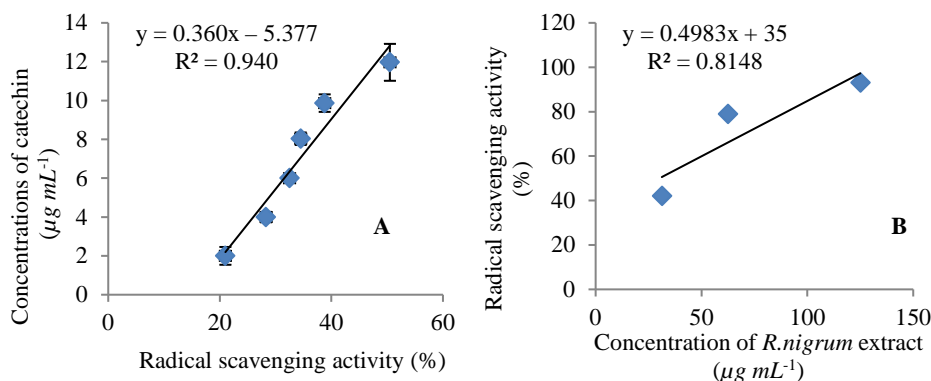 y = 0.360x – 5.377
R² = 0.940
Concentrations of catechin
(µg mL-1)
14
12
10
8
6
4
2
0
A
0 20 40 60
Radical scavenging activity (%)
y = 0.4983x + 35
R² = 0.8148
Radical scavenging activity
(%)
120
100
80
60
40
20
0
B
0 50 100 150
Concentration of R.nigrum extract
(µg mL-1)